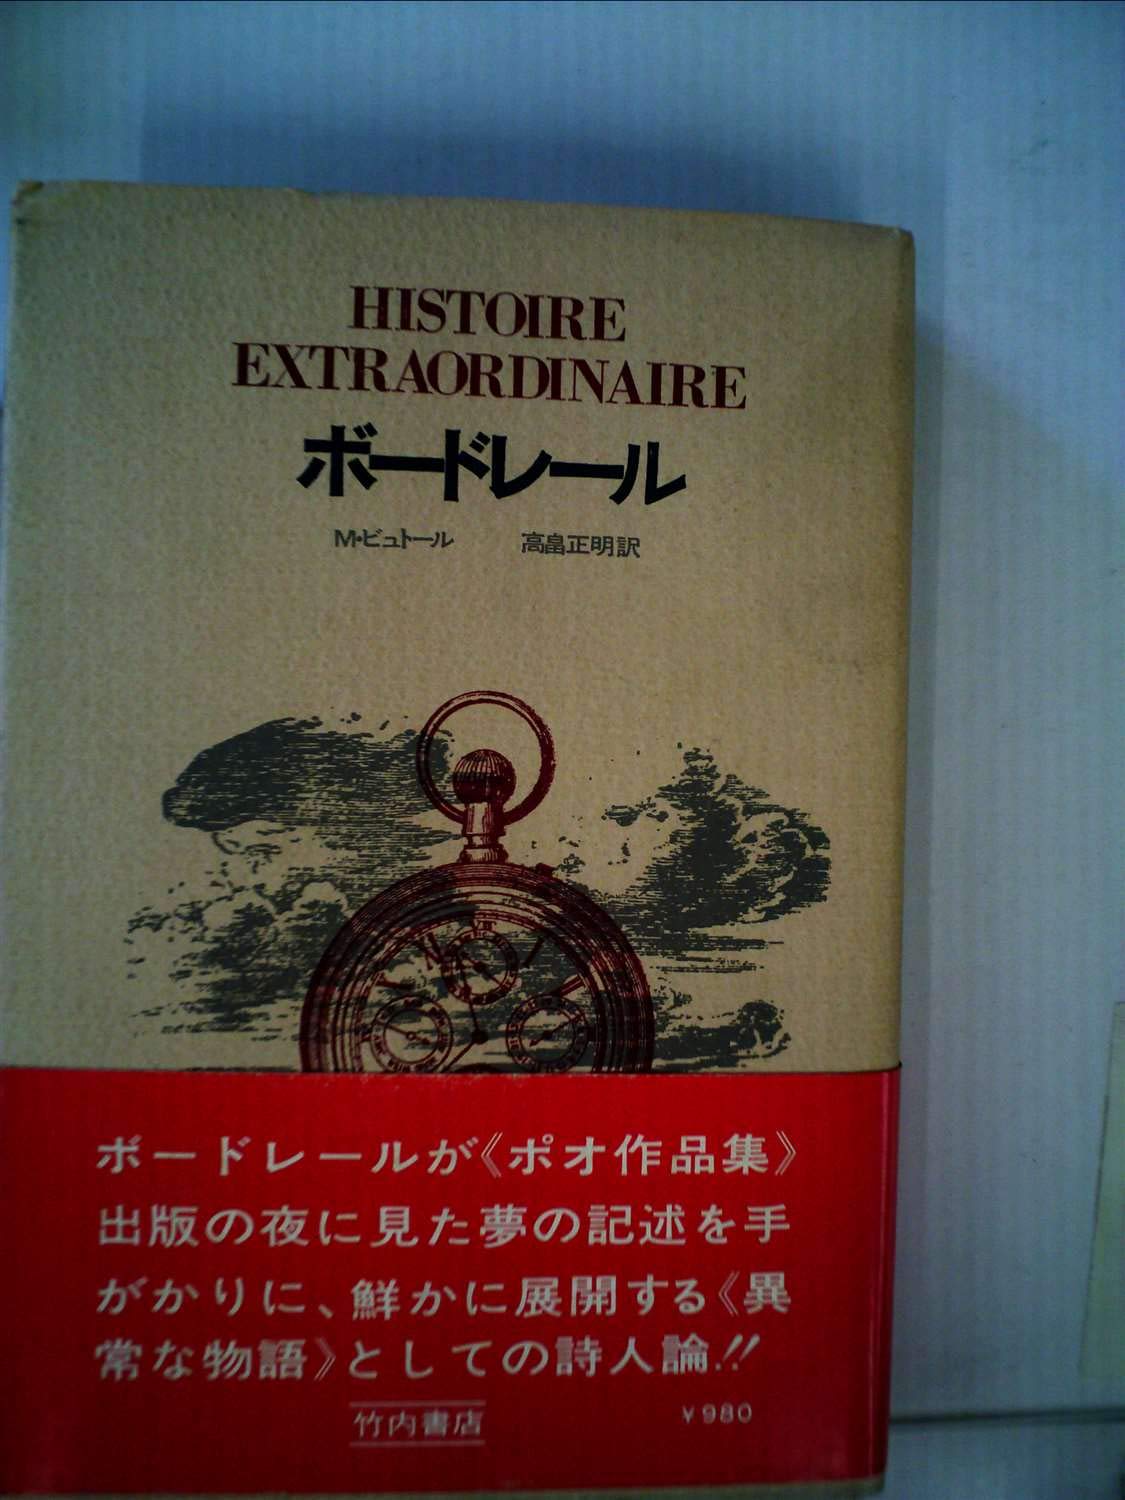 HISTOIRE
EXTRAORDINAIRE
ボードレール
M・ビュトール 高畠正明訳
ボードレールが《ポオ作品集》
出版の夜に見た夢の記述を手
がかりに、鮮かに展開する《異
常な物語》としての詩人論!!
竹内書店 ¥980